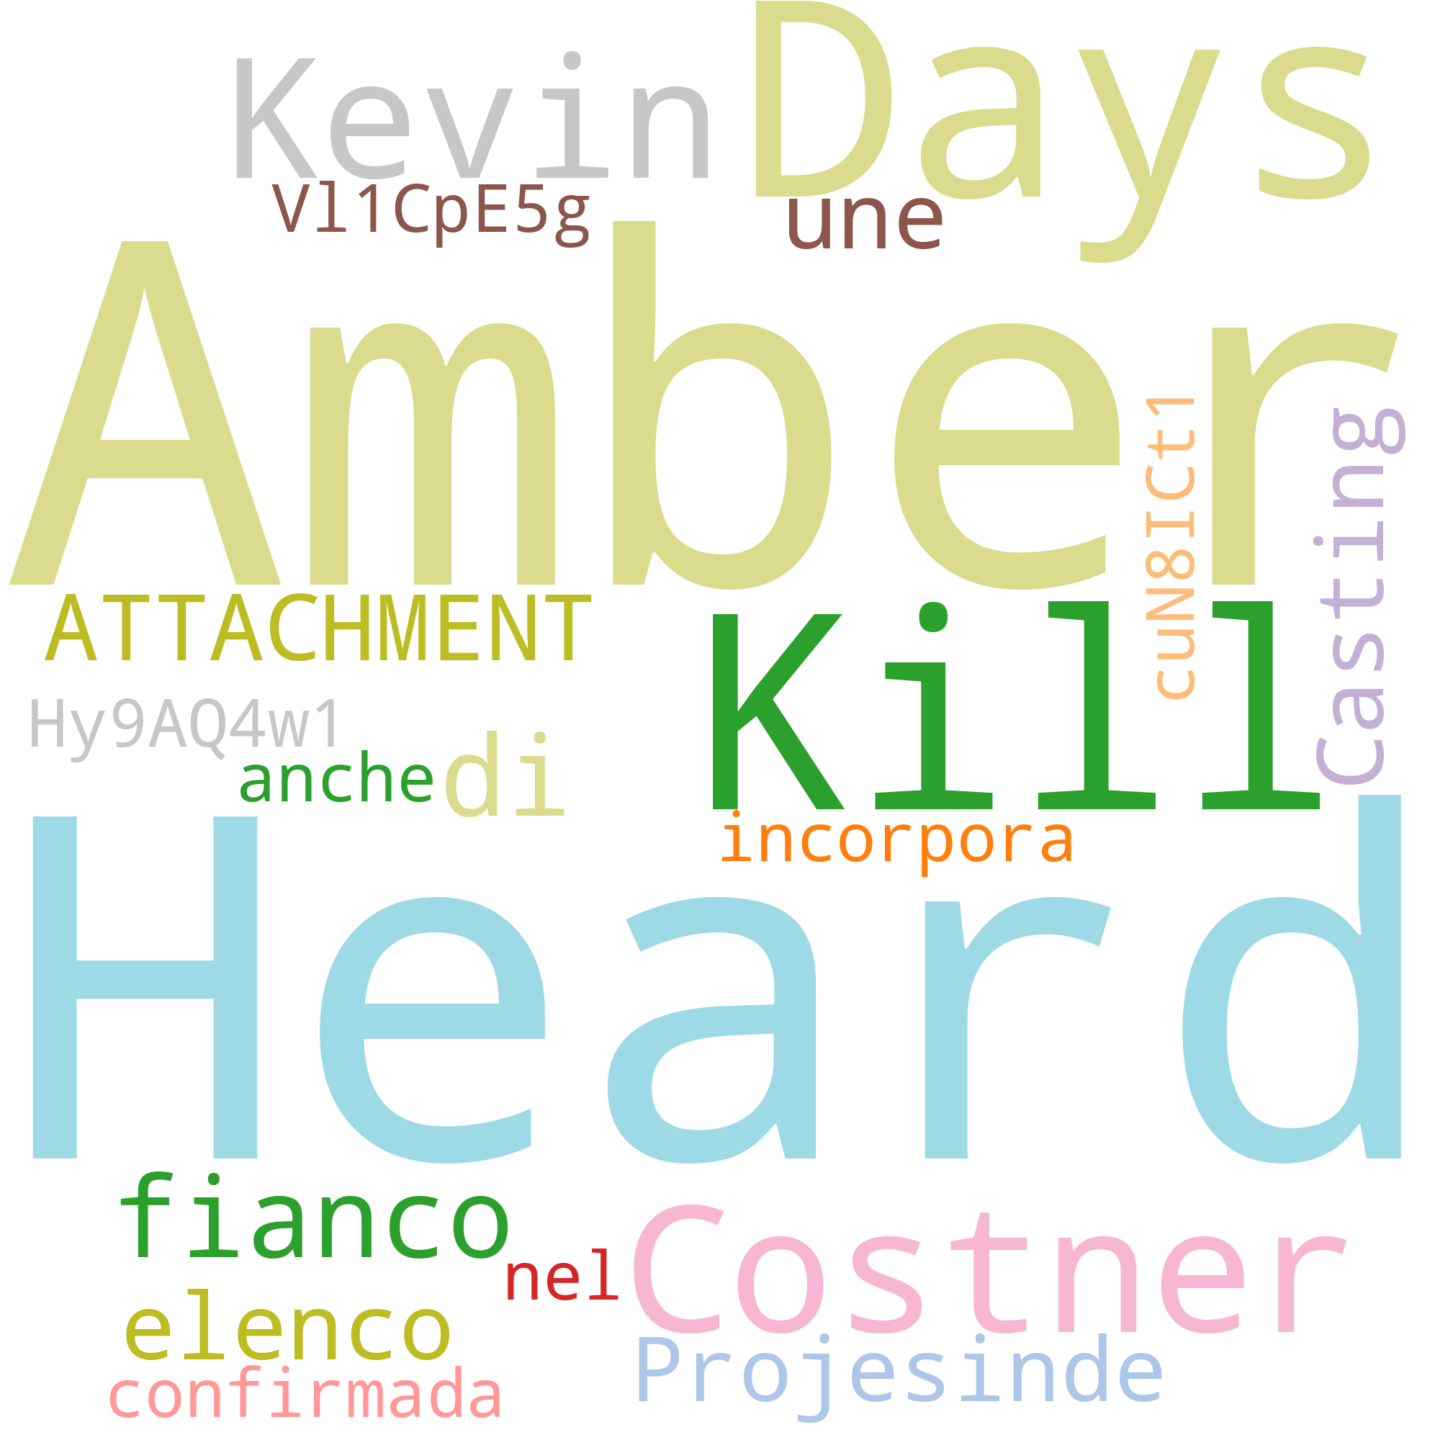 Days
Kevin
Vl1CpE5g
une
Amber
cuN8ICt1
Casting
ATTACHMENT
Kill
Hy9AQ4w1
anche
di
incorpora
Heard
fianco
Costner
nel
elenco
Projesinde
confirmada